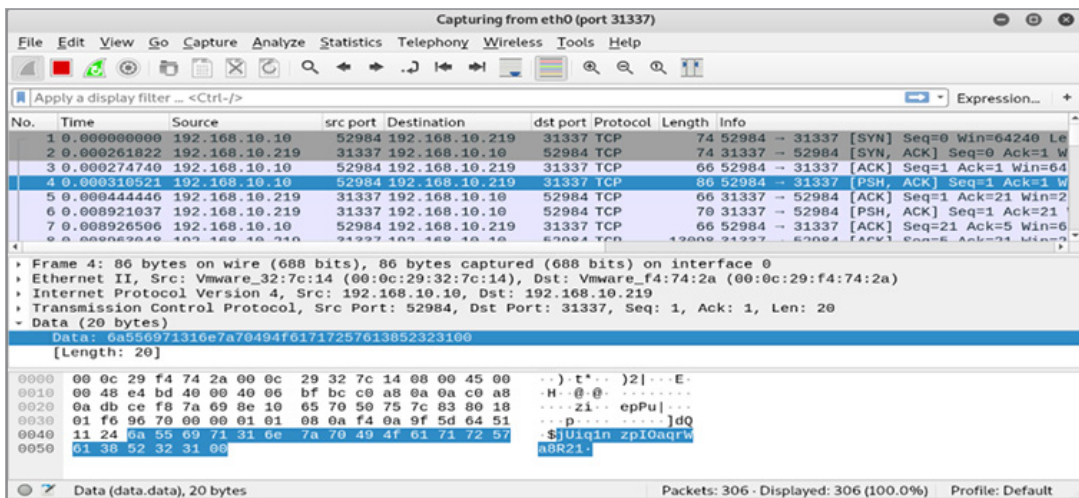 Capturing from eth0 (port 31337)
File Edit View Go Capture Analyze Statistics Telephony Wireless Tools Help
Apply a display filter ... <Ctrl-/> Expression... +
No. Time Source src port Destination dst port Protocol Length Info
1 0.000000000 192.168.10.10 52984 192.168.10.219 31337 TCP 74 52984 → 31337 [SYN] Seq=0 Win=64240 Le
2 0.000261822 192.168.10.219 31337 192.168.10.10 52984 TCP 74 31337 → 52984 [SYN, ACK] Seq=0 Ack=1 W
3 0.000274740 192.168.10.10 52984 192.168.10.219 31337 TCP 66 52984 → 31337 [ACK] Seq=1 Ack=1 Win=64
4 0.000310521 192.168.10.10 52984 192.168.10.219 31337 TCP 86 52984 → 31337 [PSH, ACK] Seq=1 Ack=1 W
5 0.000444446 192.168.10.219 31337 192.168.10.10 52984 TCP 66 31337 → 52984 [ACK] Seq=1 Ack=21 Win=2
6 0.008921037 192.168.10.219 31337 192.168.10.10 52984 TCP 70 31337 → 52984 [PSH, ACK] Seq=1 Ack=21
7 0.008926506 192.168.10.10 52984 192.168.10.219 31337 TCP 66 52984 → 31337 [ACK] Seq=21 Ack=5 Win=6
Frame 4: 86 bytes on wire (688 bits), 86 bytes captured (688 bits) on interface 0
Ethernet II, Src: Vmware_32:7c:14 (00:0c:29:32:7c:14), Dst: Vmware_f4:74:2a (00:0c:29:f4:74:2a)
Internet Protocol Version 4, Src: 192.168.10.10, Dst: 192.168.10.219
Transmission Control Protocol, Src Port: 52984, Dst Port: 31337, Seq: 1, Ack: 1, Len: 20
Data (20 bytes)
Data: 6a556971316e7a70494f617172576138523231​00
[Length: 20]
0000 00 0c 29 f4 74 2a 00 0c 29 32 7c 14 08 00 45 00 ··)·t*·· )2|···E·
0010 00 48 e4 bd 40 00 40 06 bf bc c0 a8 0a 0a c0 a8 ·H··@·@· ········
0020 0a db ce f8 7a 69 8e 10 65 70 50 75 7c 83 80 18 ····zi·· epPu|···
0030 01 f6 96 70 00 00 01 01 08 0a f4 0a 9f 5d 64 51 ···p···· ·····]dQ
0040 11 24 6a 55 69 71 31 6e 7a 70 49 4f 61 71 72 57 ·$jUiq1n zpIOaqrW
0050 61 38 52 32 31 00 a8R21·
Data (data.data), 20 bytes Packets: 306 · Displayed: 306 (100.0%) Profile: Default